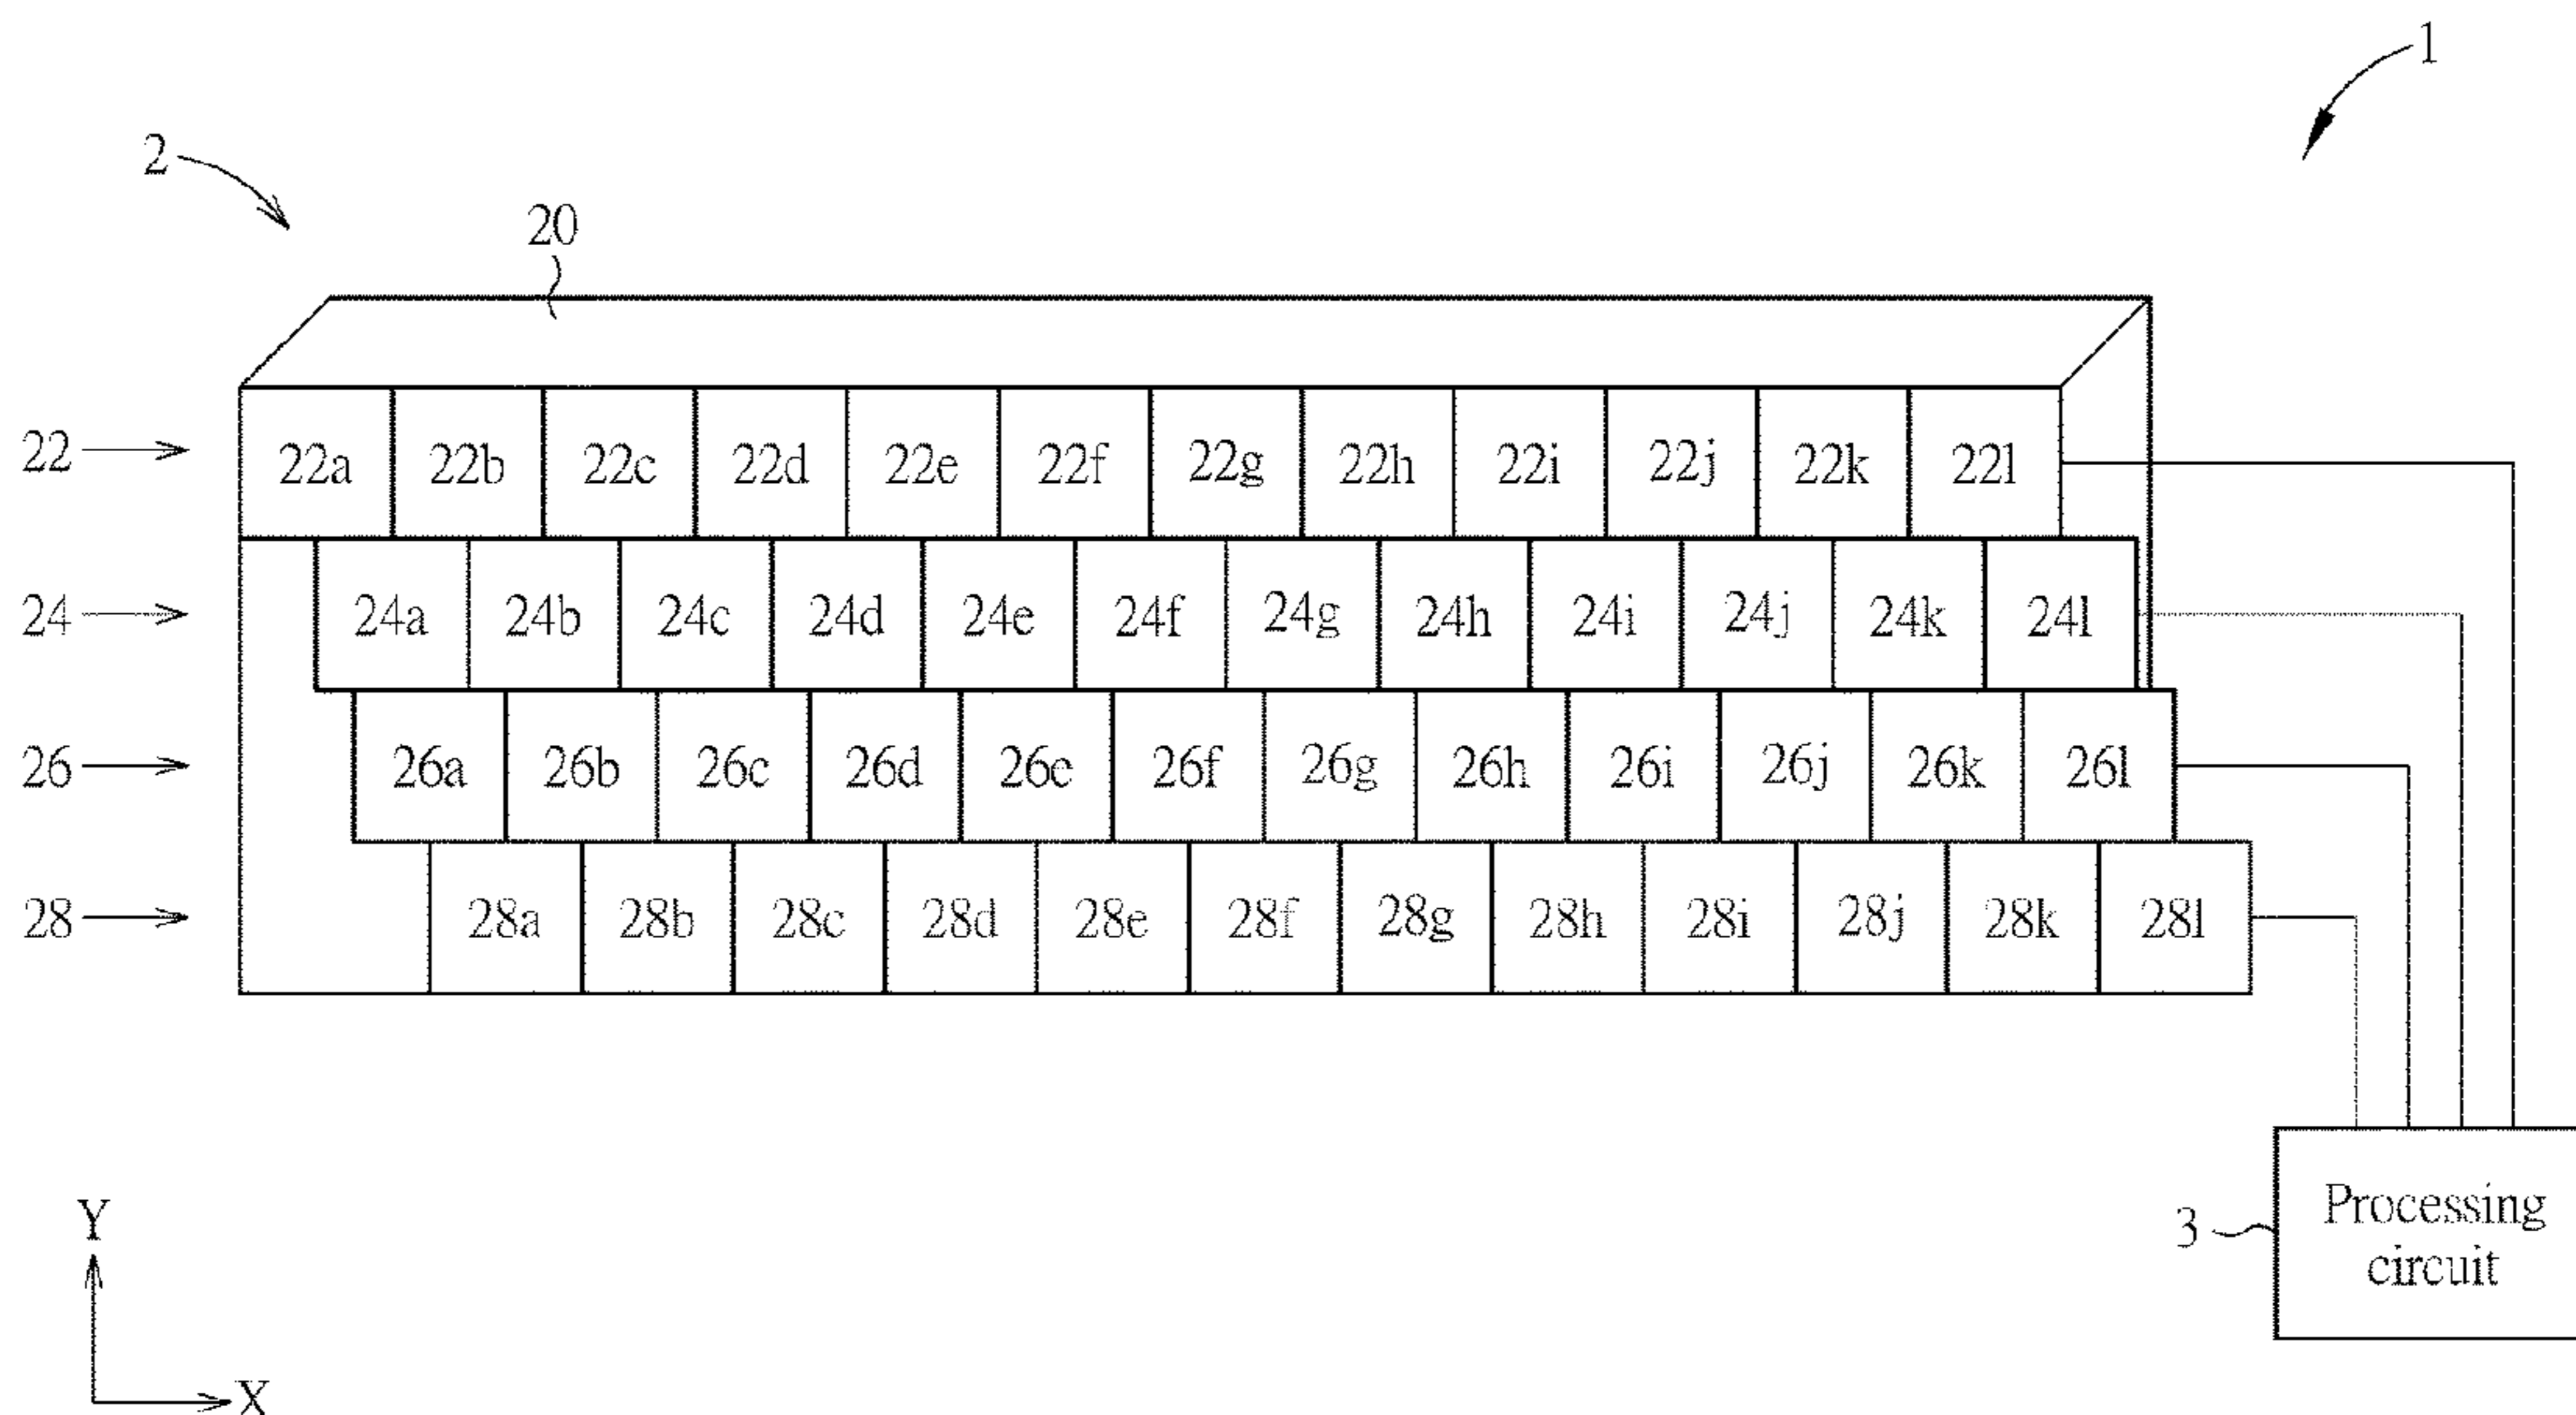 1
2
20
22 22a 22b 22c 22d 22e 22f 22g 22h 22i 22j 22k 22l
24 24a 24b 24c 24d 24e 24f 24g 24h 24i 24j 24k 24l
26 26a 26b 26c 26d 26e 26f 26g 26h 26i 26j 26k 26l
28 28a 28b 28c 28d 28e 28f 28g 28h 28i 28j 28k 28l
Y
X
3
Processing
circuit